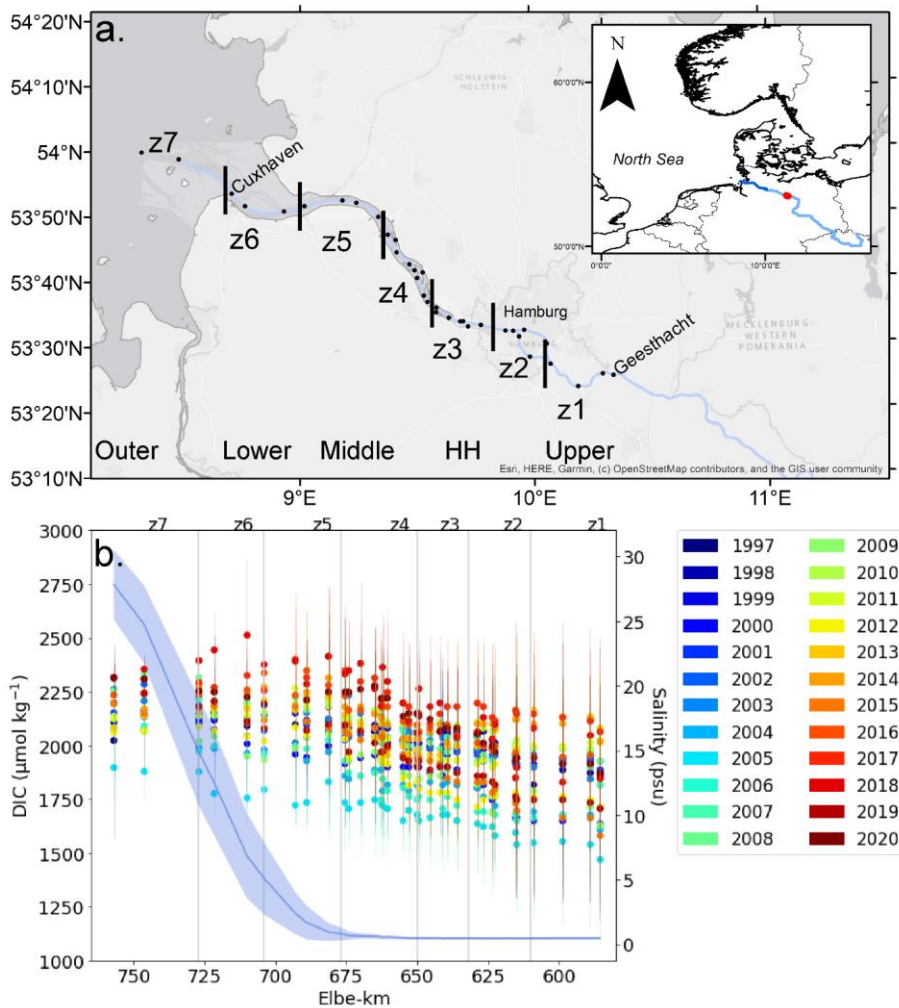 a.
54°20'N
54°10'N
54°N
53°50'N
53°40'N
53°30'N
53°20'N
53°10'N
SCHLESWIG-
HOLSTEIN
z7
Cuxhaven
z6
z5
z4
z3
Hamburg
HAMBURG
z2
Geesthacht
z1
MECKLENBURG-
WESTERN
POMERANIA
Outer Lower Middle HH Upper
Esri, HERE, Garmin, (c) OpenStreetMap contributors, and the GIS user community
9°E 10°E 11°E
N
60°0'0"N
North Sea
50°0'0"N
0°0'0" 10°0'0"E
b
z7 z6 z5 z4 z3 z2 z1
DIC (µmol kg⁻¹)
3000
2750
2500
2250
2000
1750
1500
1250
1000
Salinity (psu)
30
25
20
15
10
5
0
750 725 700 675 650 625 600
Elbe-km
1997 2009
1998 2010
1999 2011
2000 2012
2001 2013
2002 2014
2003 2015
2004 2016
2005 2017
2006 2018
2007 2019
2008 2020